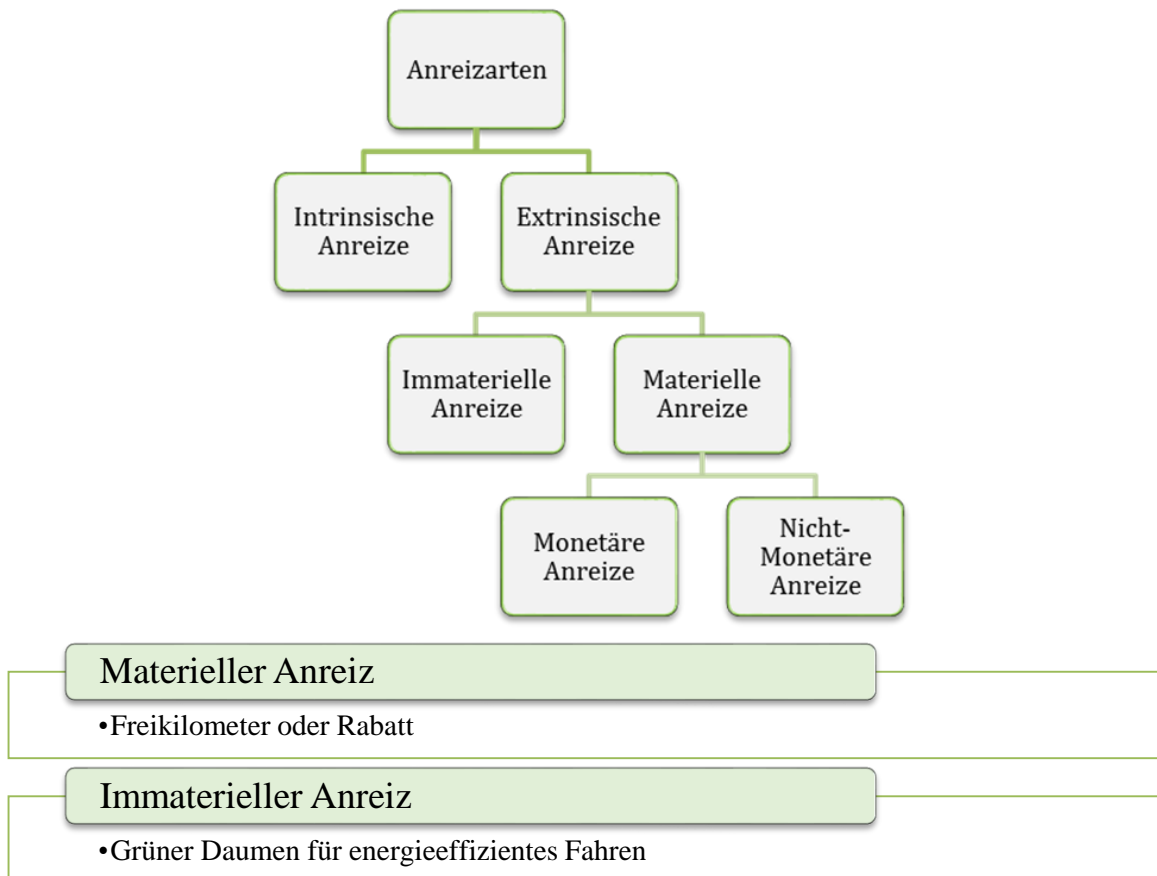 Anreizarten
Intrinsische
Anreize
Extrinsische
Anreize
Immaterielle
Anreize
Materielle
Anreize
Monetäre
Anreize
Nicht-
Monetäre
Anreize
Materieller Anreiz
•Freikilometer oder Rabatt
Immaterieller Anreiz
•Grüner Daumen für energieeffizientes Fahren